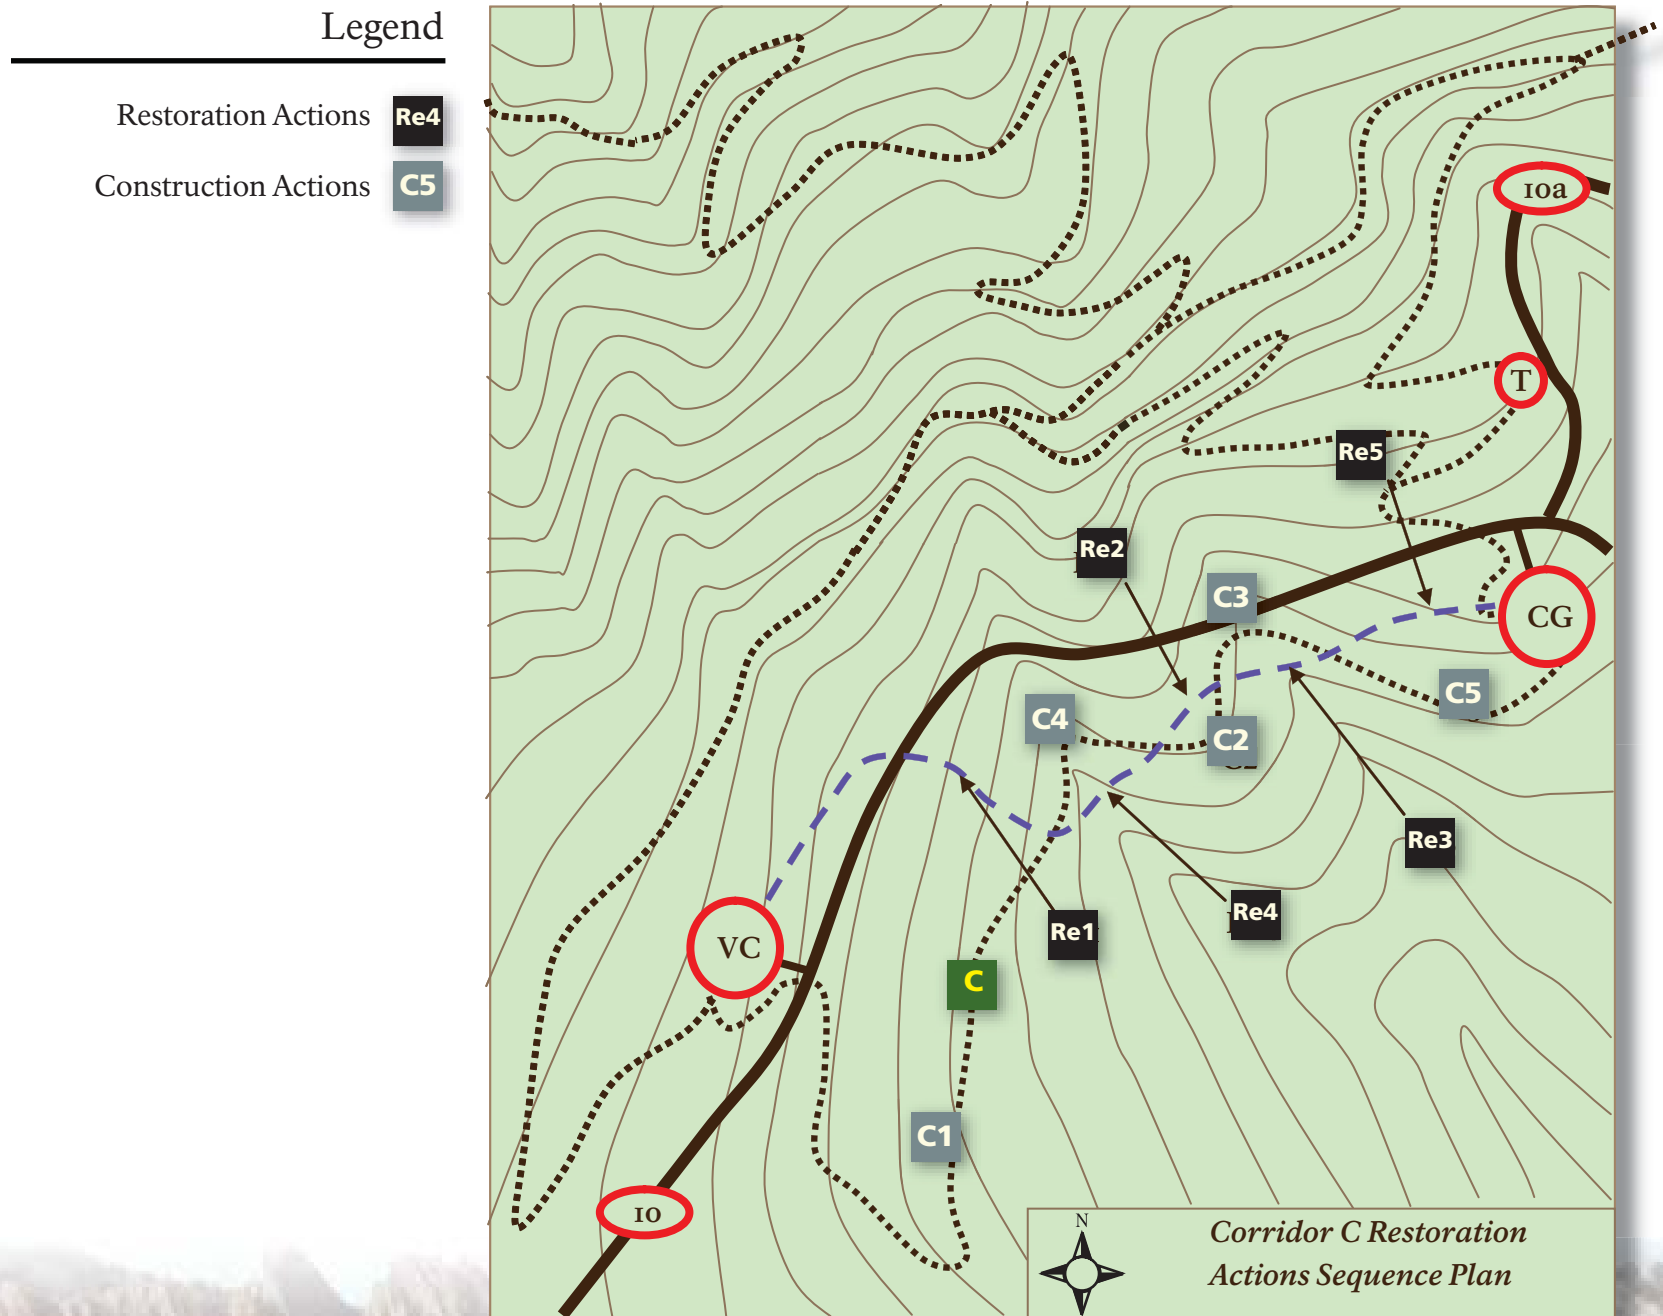 Legend
Restoration Actions Re4
Construction Actions C5
10a
T
Re5
Re2
C3
CG
C5
C4
C2
Re3
Re4
Re1
VC
C
C1
10
N
Corridor C Restoration
Actions Sequence Plan